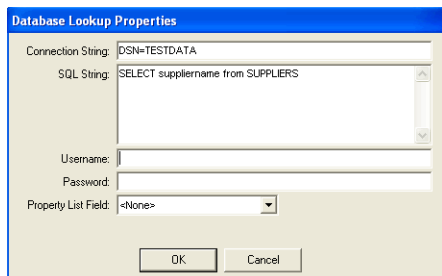 Database Lookup Properties
Connection String: DSN=TESTDATA
SQL String: SELECT suppliername from SUPPLIERS
Username:
Password:
Property List Field: <None>
OK Cancel